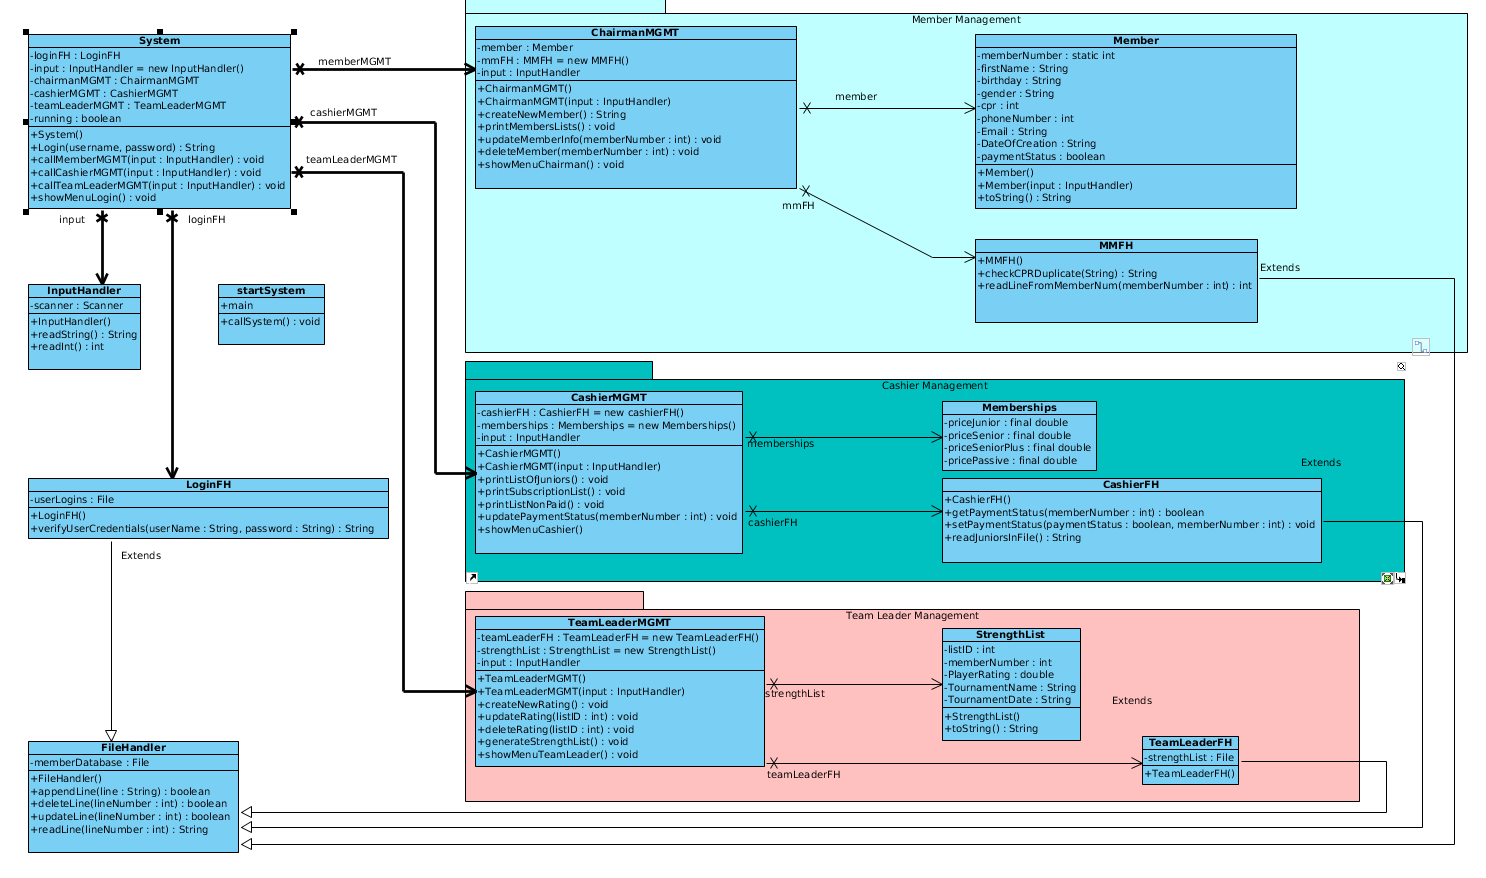 System
-loginFH : LoginFH
-input : InputHandler = new InputHandler()
-chairmanMGMT : ChairmanMGMT
-cashierMGMT : CashierMGMT
-teamLeaderMGMT : TeamLeaderMGMT
-running : boolean
+System()
+Login(username, password) : String
+callMemberMGMT(input : InputHandler) : void
+callCashierMGMT(input : InputHandler) : void
+callTeamLeaderMGMT(input : InputHandler) : void
+showMenuLogin() : void
memberMGMT
cashierMGMT
teamLeaderMGMT
input
loginFH
InputHandler
-scanner : Scanner
+InputHandler()
+readString() : String
+readInt() : int
startSystem
+main
+callSystem() : void
LoginFH
-userLogins : File
+LoginFH()
+verifyUserCredentials(userName : String, password : String) : String
Extends
FileHandler
-memberDatabase : File
+FileHandler()
+appendLine(line : String) : boolean
+deleteLine(lineNumber : int) : boolean
+updateLine(lineNumber : int) : boolean
+readLine(lineNumber : int) : String
Member Management
ChairmanMGMT
-member : Member
-mmFH : MMFH = new MMFH()
-input : InputHandler
+ChairmanMGMT()
+ChairmanMGMT(input : InputHandler)
+createNewMember() : String
+printMembersLists() : void
+updateMemberInfo(memberNumber : int) : void
+deleteMember(memberNumber : int) : void
+showMenuChairman() : void
member
mmFH
Member
-memberNumber : static int
-firstName : String
-birthday : String
-gender : String
-cpr : int
-phoneNumber : int
-Email : String
-DateOfCreation : String
-paymentStatus : boolean
+Member()
+Member(input : InputHandler)
+toString() : String
MMFH
+MMFH()
+checkCPRDuplicate(String) : String
+readLineFromMemberNum(memberNumber : int) : int
Extends
Cashier Management
CashierMGMT
-cashierFH : CashierFH = new cashierFH()
-memberships : Memberships = new Memberships()
-input : InputHandler
+CashierMGMT()
+CashierMGMT(input : InputHandler)
+printListOfJuniors() : void
+printSubscriptionList() : void
+printListNonPaid() : void
+updatePaymentStatus(memberNumber : int) : void
+showMenuCashier() : void
memberships
cashierFH
Memberships
-priceJunior : final double
-priceSenior : final double
-priceSeniorPlus : final double
-pricePassive : final double
Extends
CashierFH
+CashierFH()
+getPaymentStatus(memberNumber : int) : boolean
+setPaymentStatus(paymentStatus : boolean, memberNumber : int) : void
+readJuniorsInFile() : String
Team Leader Management
TeamLeaderMGMT
-teamLeaderFH : TeamLeaderFH = new TeamLeaderFH()
-strengthList : StrengthList = new StrengthList()
-input : InputHandler
+TeamLeaderMGMT()
+TeamLeaderMGMT(input : InputHandler)
+createNewRating() : void
+updateRating(listID : int) : void
+deleteRating(listID : int) : void
+generateStrengthList() : void
+showMenuTeamLeader() : void
strengthList
teamLeaderFH
StrengthList
-listID : int
-memberNumber : int
-PlayerRating : double
-TournamentName : String
-TournamentDate : String
+StrengthList()
+toString() : String
Extends
TeamLeaderFH
-strengthList : File
+TeamLeaderFH()